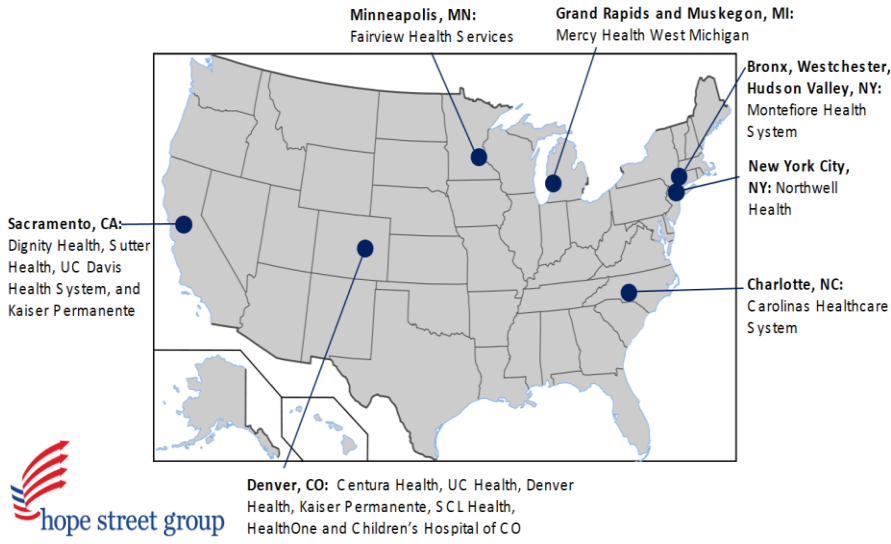 Minneapolis, MN:
Fairview Health Services
Grand Rapids and Muskegon, MI:
Mercy Health West Michigan
Bronx, Westchester,
Hudson Valley, NY:
Montefiore Health
System
New York City,
NY: Northwell
Health
Sacramento, CA:
Dignity Health, Sutter
Health, UC Davis
Health System, and
Kaiser Permanente
Charlotte, NC:
Carolinas Healthcare
System
Denver, CO: Centura Health, UC Health, Denver
Health, Kaiser Permanente, SCL Health,
HealthOne and Children's Hospital of CO
hope street group